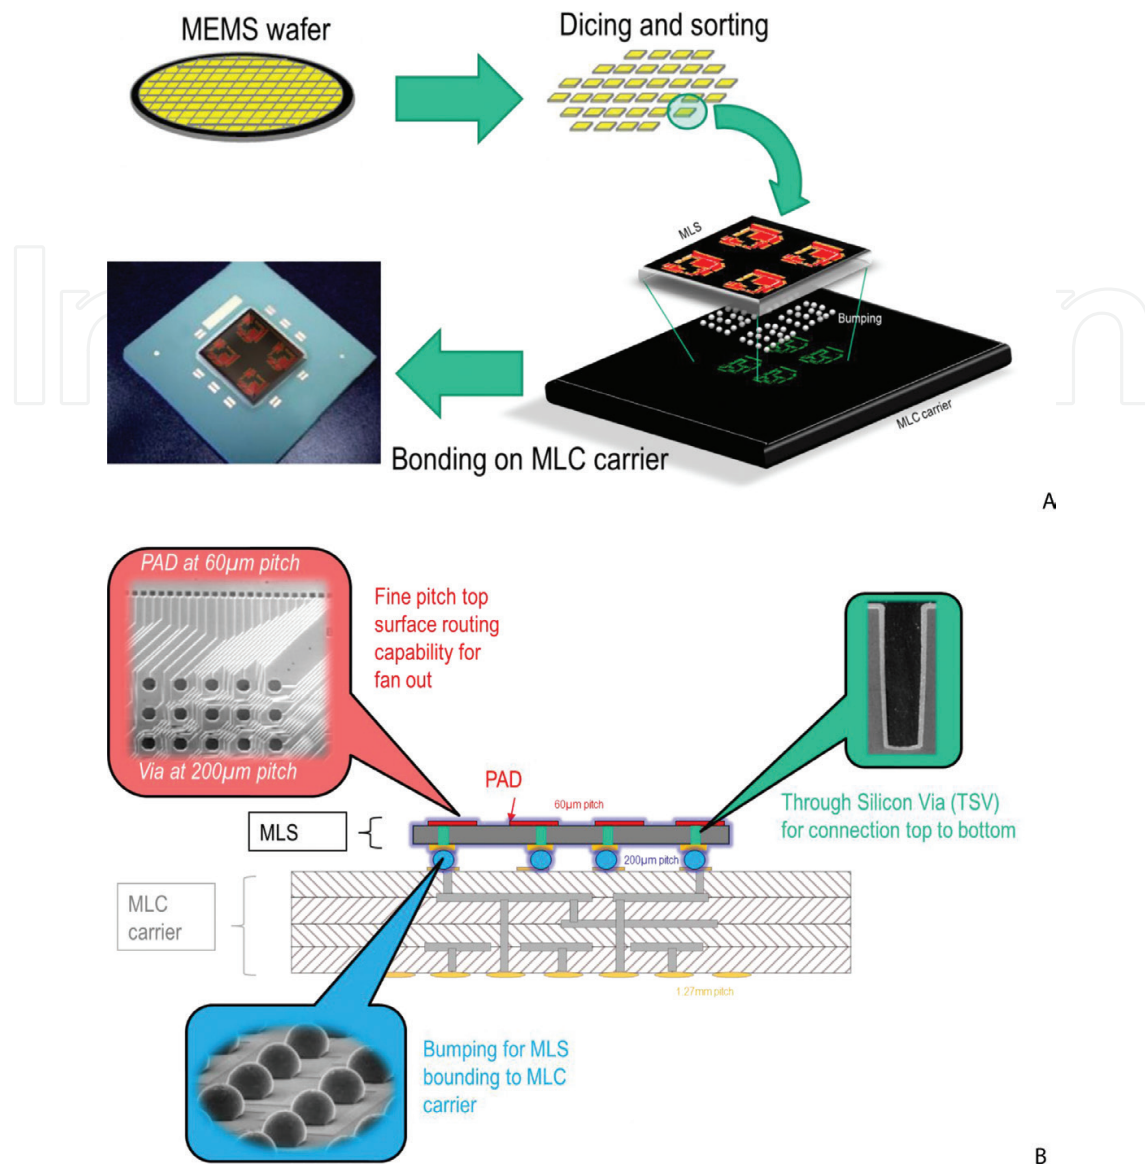 MEMS wafer
Dicing and sorting
MLS
Bumping
MLC carrier
Bonding on MLC carrier
A
PAD at 60µm pitch
Via at 200µm pitch
Fine pitch top
surface routing
capability for
fan out
Through Silicon Via (TSV)
for connection top to bottom
PAD
60µm pitch
MLS
200µm pitch
MLC
carrier
1.27mm pitch
Bumping for MLS
bounding to MLC
carrier
B